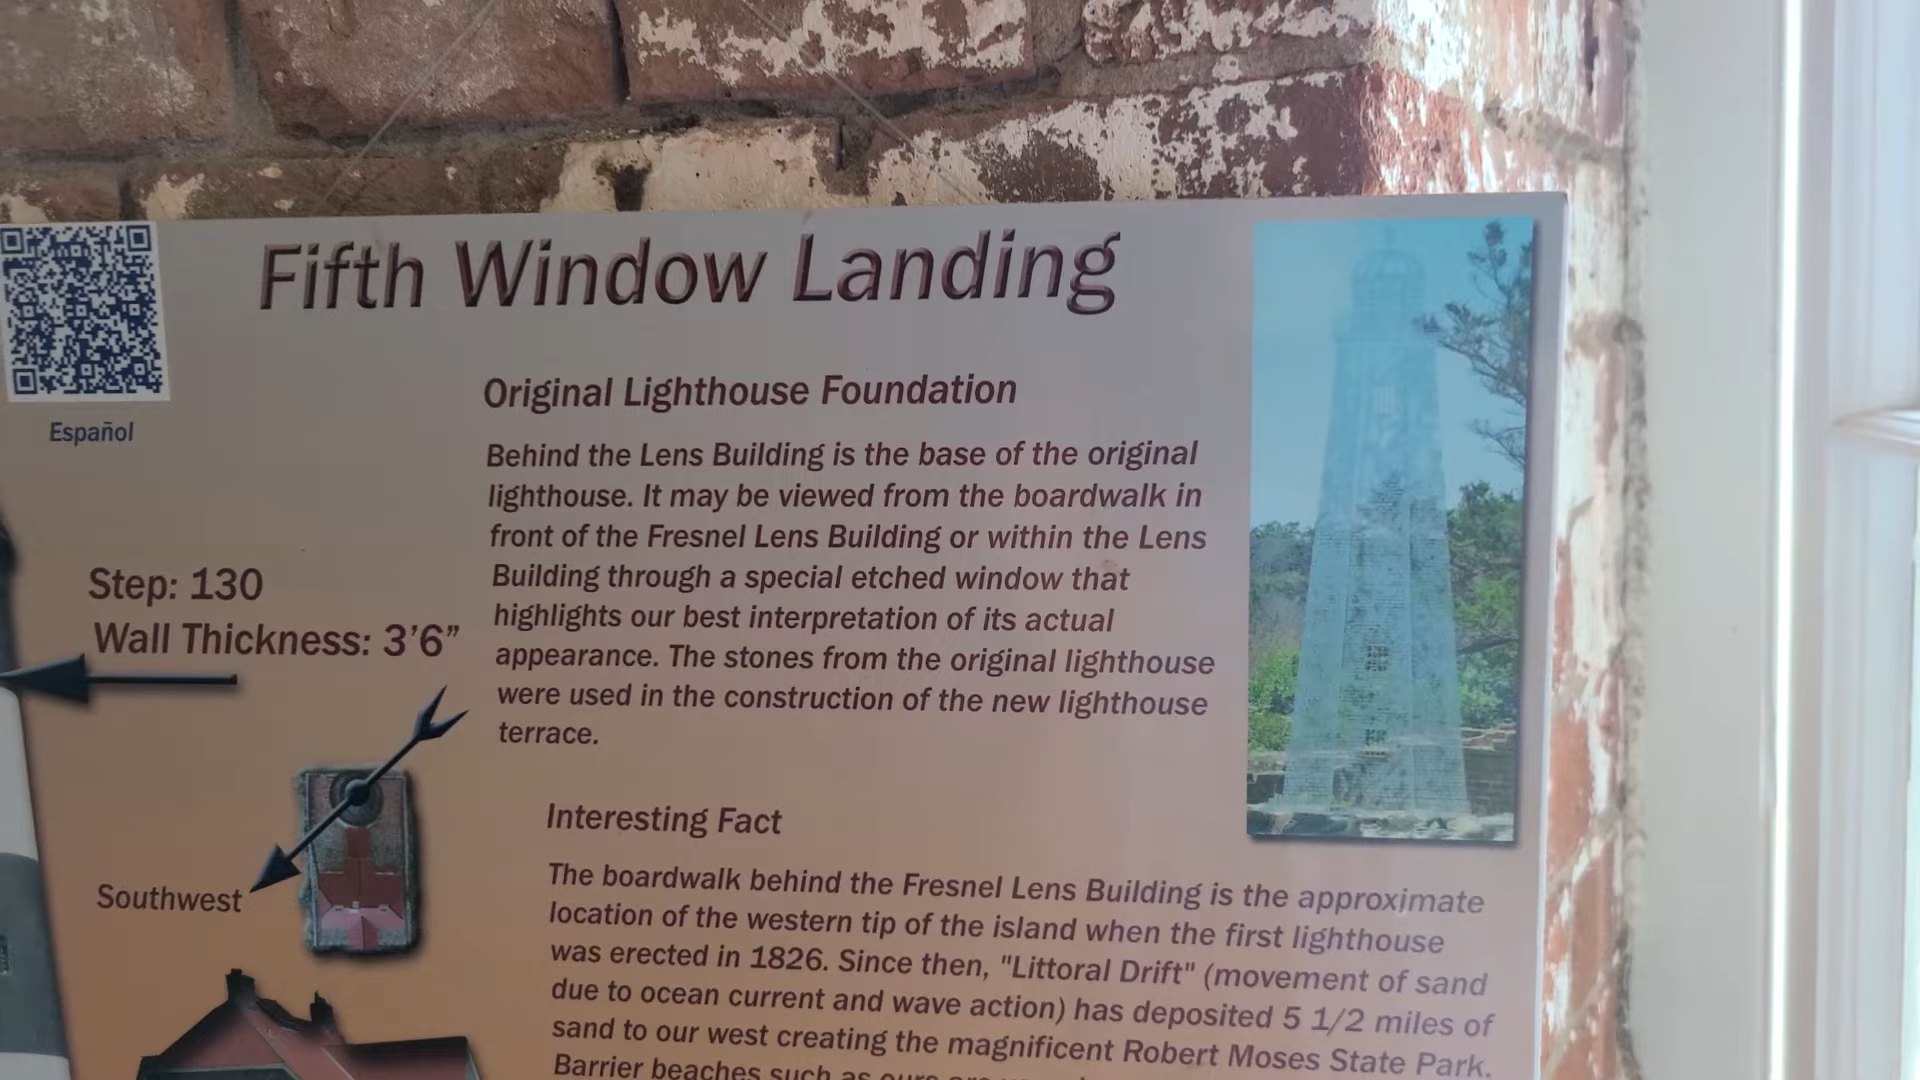 Fifth Window Landing
Español
Original Lighthouse Foundation
Behind the Lens Building is the base of the original
lighthouse. It may be viewed from the boardwalk in
front of the Fresnel Lens Building or within the Lens
Building through a special etched window that
highlights our best interpretation of its actual
appearance. The stones from the original lighthouse
were used in the construction of the new lighthouse
terrace.
Step: 130
Wall Thickness: 3'6"
Southwest
Interesting Fact
The boardwalk behind the Fresnel Lens Building is the approximate
location of the western tip of the island when the first lighthouse
was erected in 1826. Since then, "Littoral Drift" (movement of sand
due to ocean current and wave action) has deposited 5 1/2 miles of
sand to our west creating the magnificent Robert Moses State Park.
Barrier beaches such as ours are